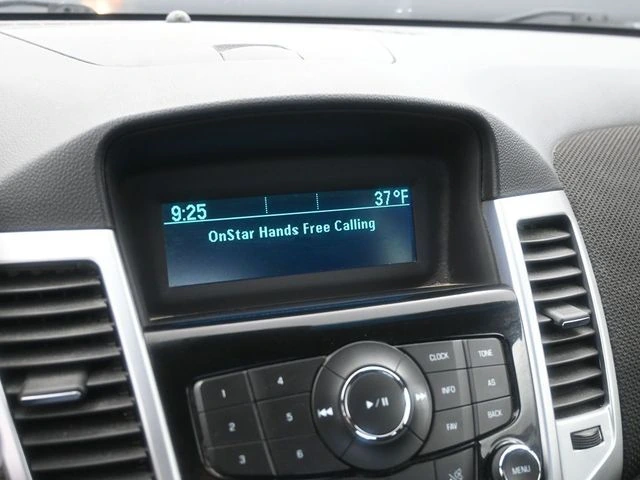 9:25 37°F
OnStar Hands Free Calling
CLOCK TONE
1 4 INFO AS
2 5 FAV BACK
3 6
MENU